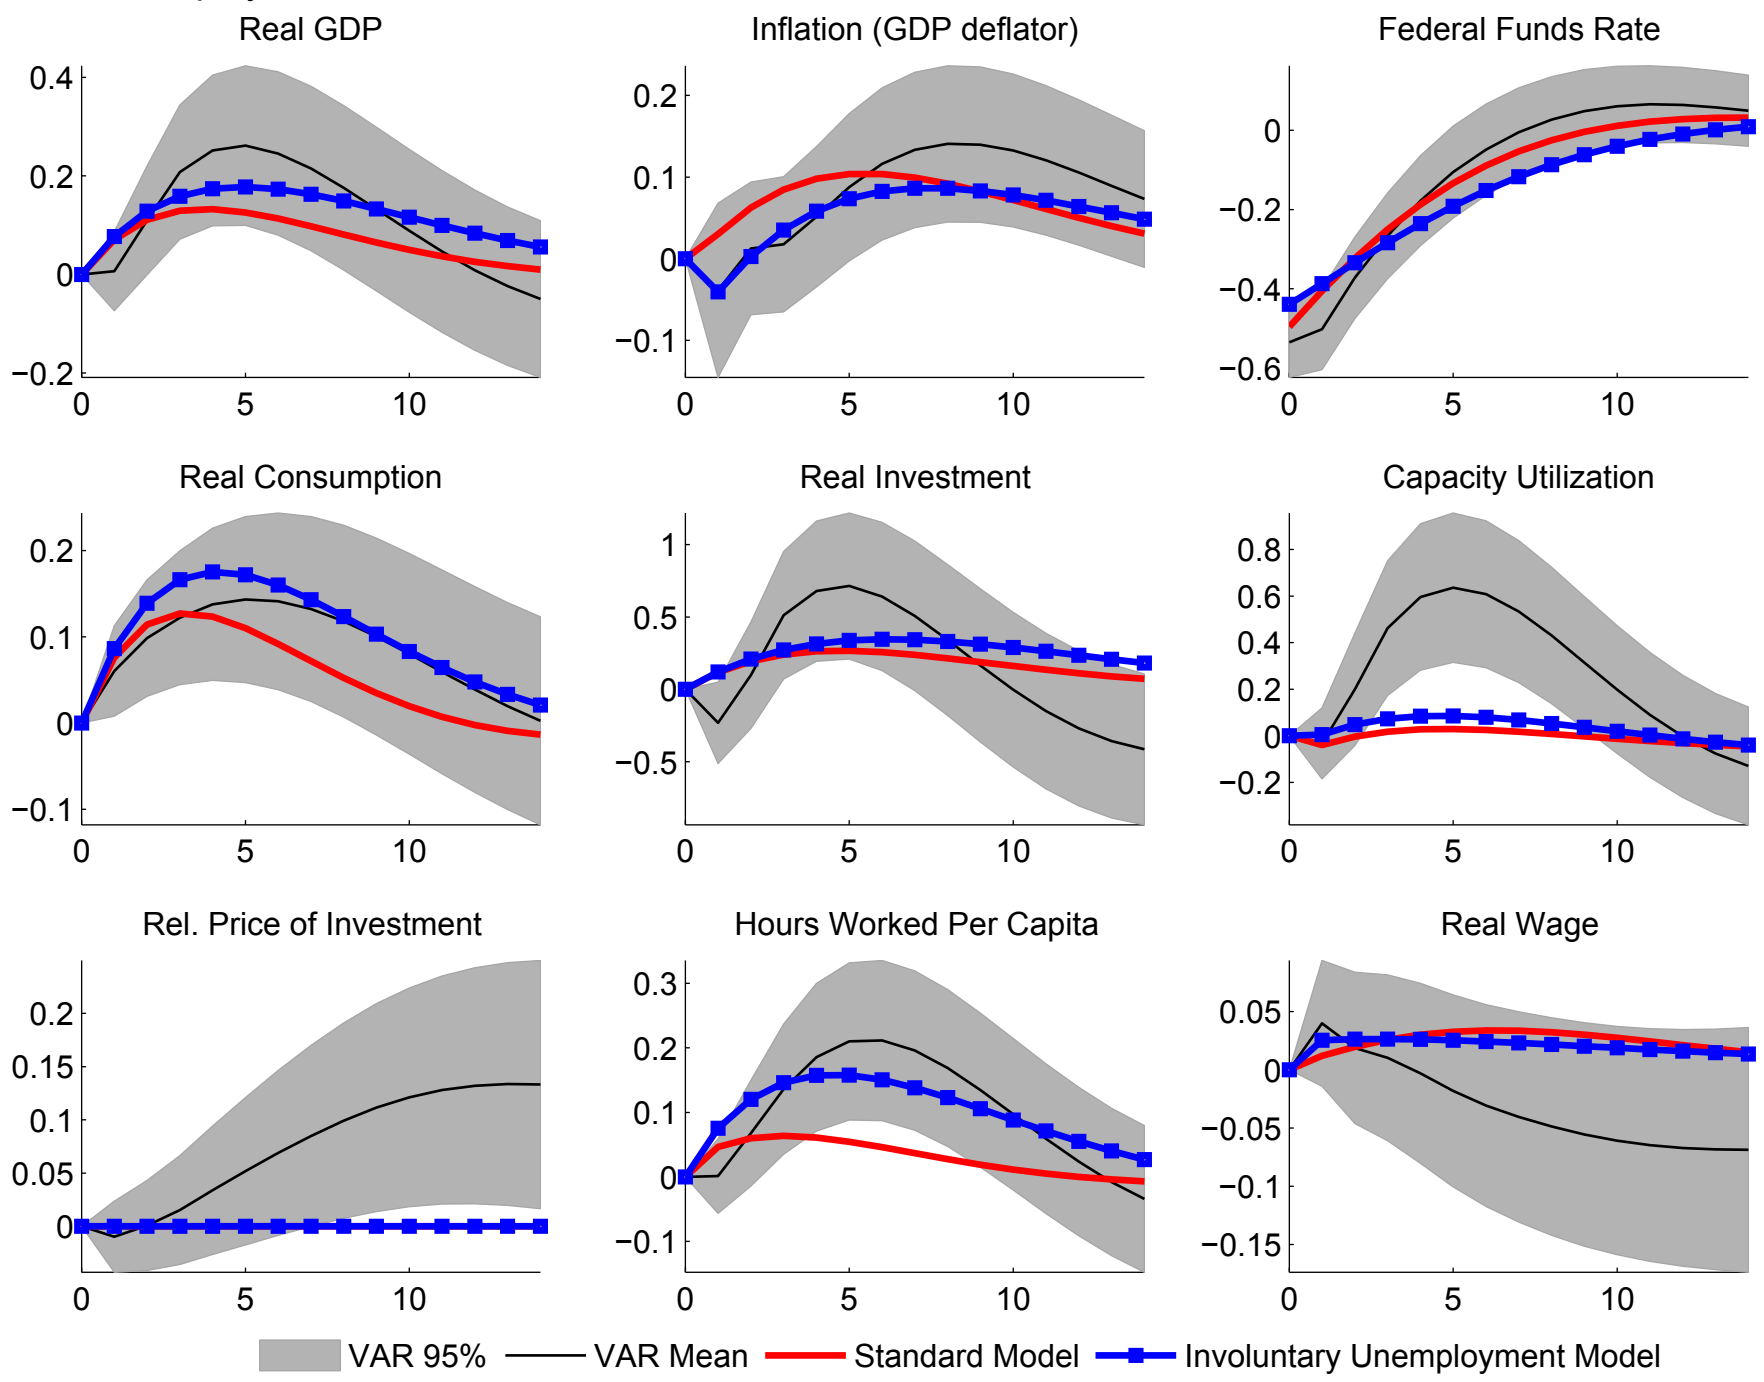 Real GDP
0.4
0.2
0
−0.2
0 5 10
Inflation (GDP deflator)
0.2
0.1
0
−0.1
0 5 10
Federal Funds Rate
0
−0.2
−0.4
−0.6
0 5 10
Real Consumption
0.2
0.1
0
−0.1
0 5 10
Real Investment
1
0.5
0
−0.5
0 5 10
Capacity Utilization
0.8
0.6
0.4
0.2
0
−0.2
0 5 10
Rel. Price of Investment
0.2
0.15
0.1
0.05
0
0 5 10
Hours Worked Per Capita
0.3
0.2
0.1
0
−0.1
0 5 10
Real Wage
0.05
0
−0.05
−0.1
−0.15
0 5 10
VAR 95% VAR Mean Standard Model Involuntary Unemployment Model